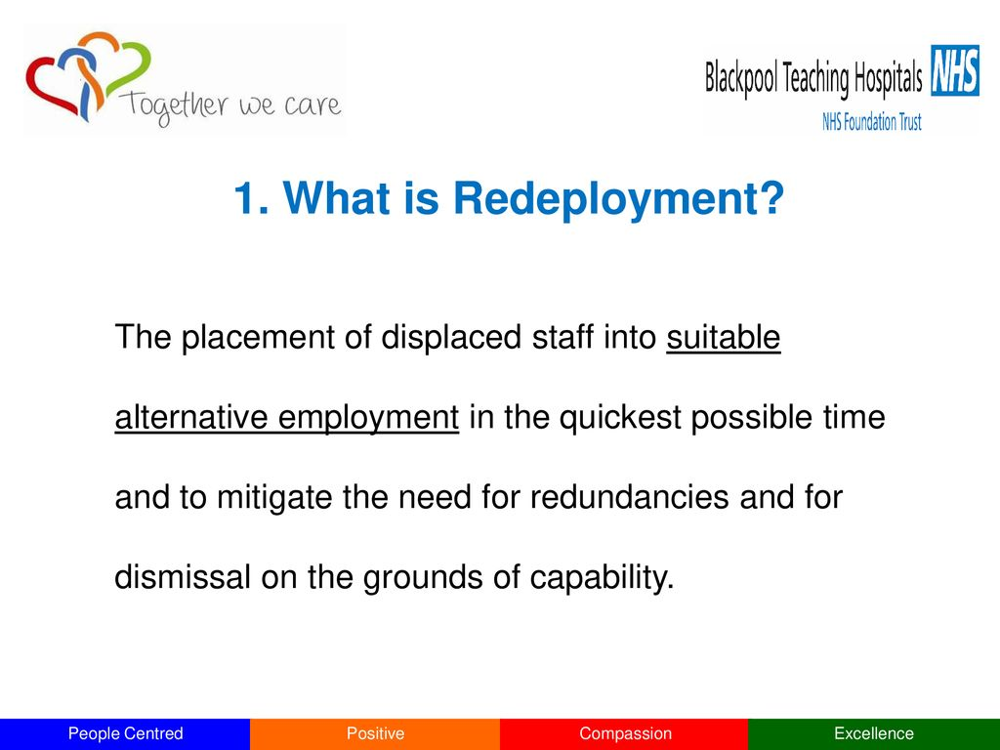 Together we care
Blackpool Teaching Hospitals NHS
NHS Foundation Trust
1. What is Redeployment?
The placement of displaced staff into suitable
alternative employment in the quickest possible time
and to mitigate the need for redundancies and for
dismissal on the grounds of capability.
People Centred Positive Compassion Excellence